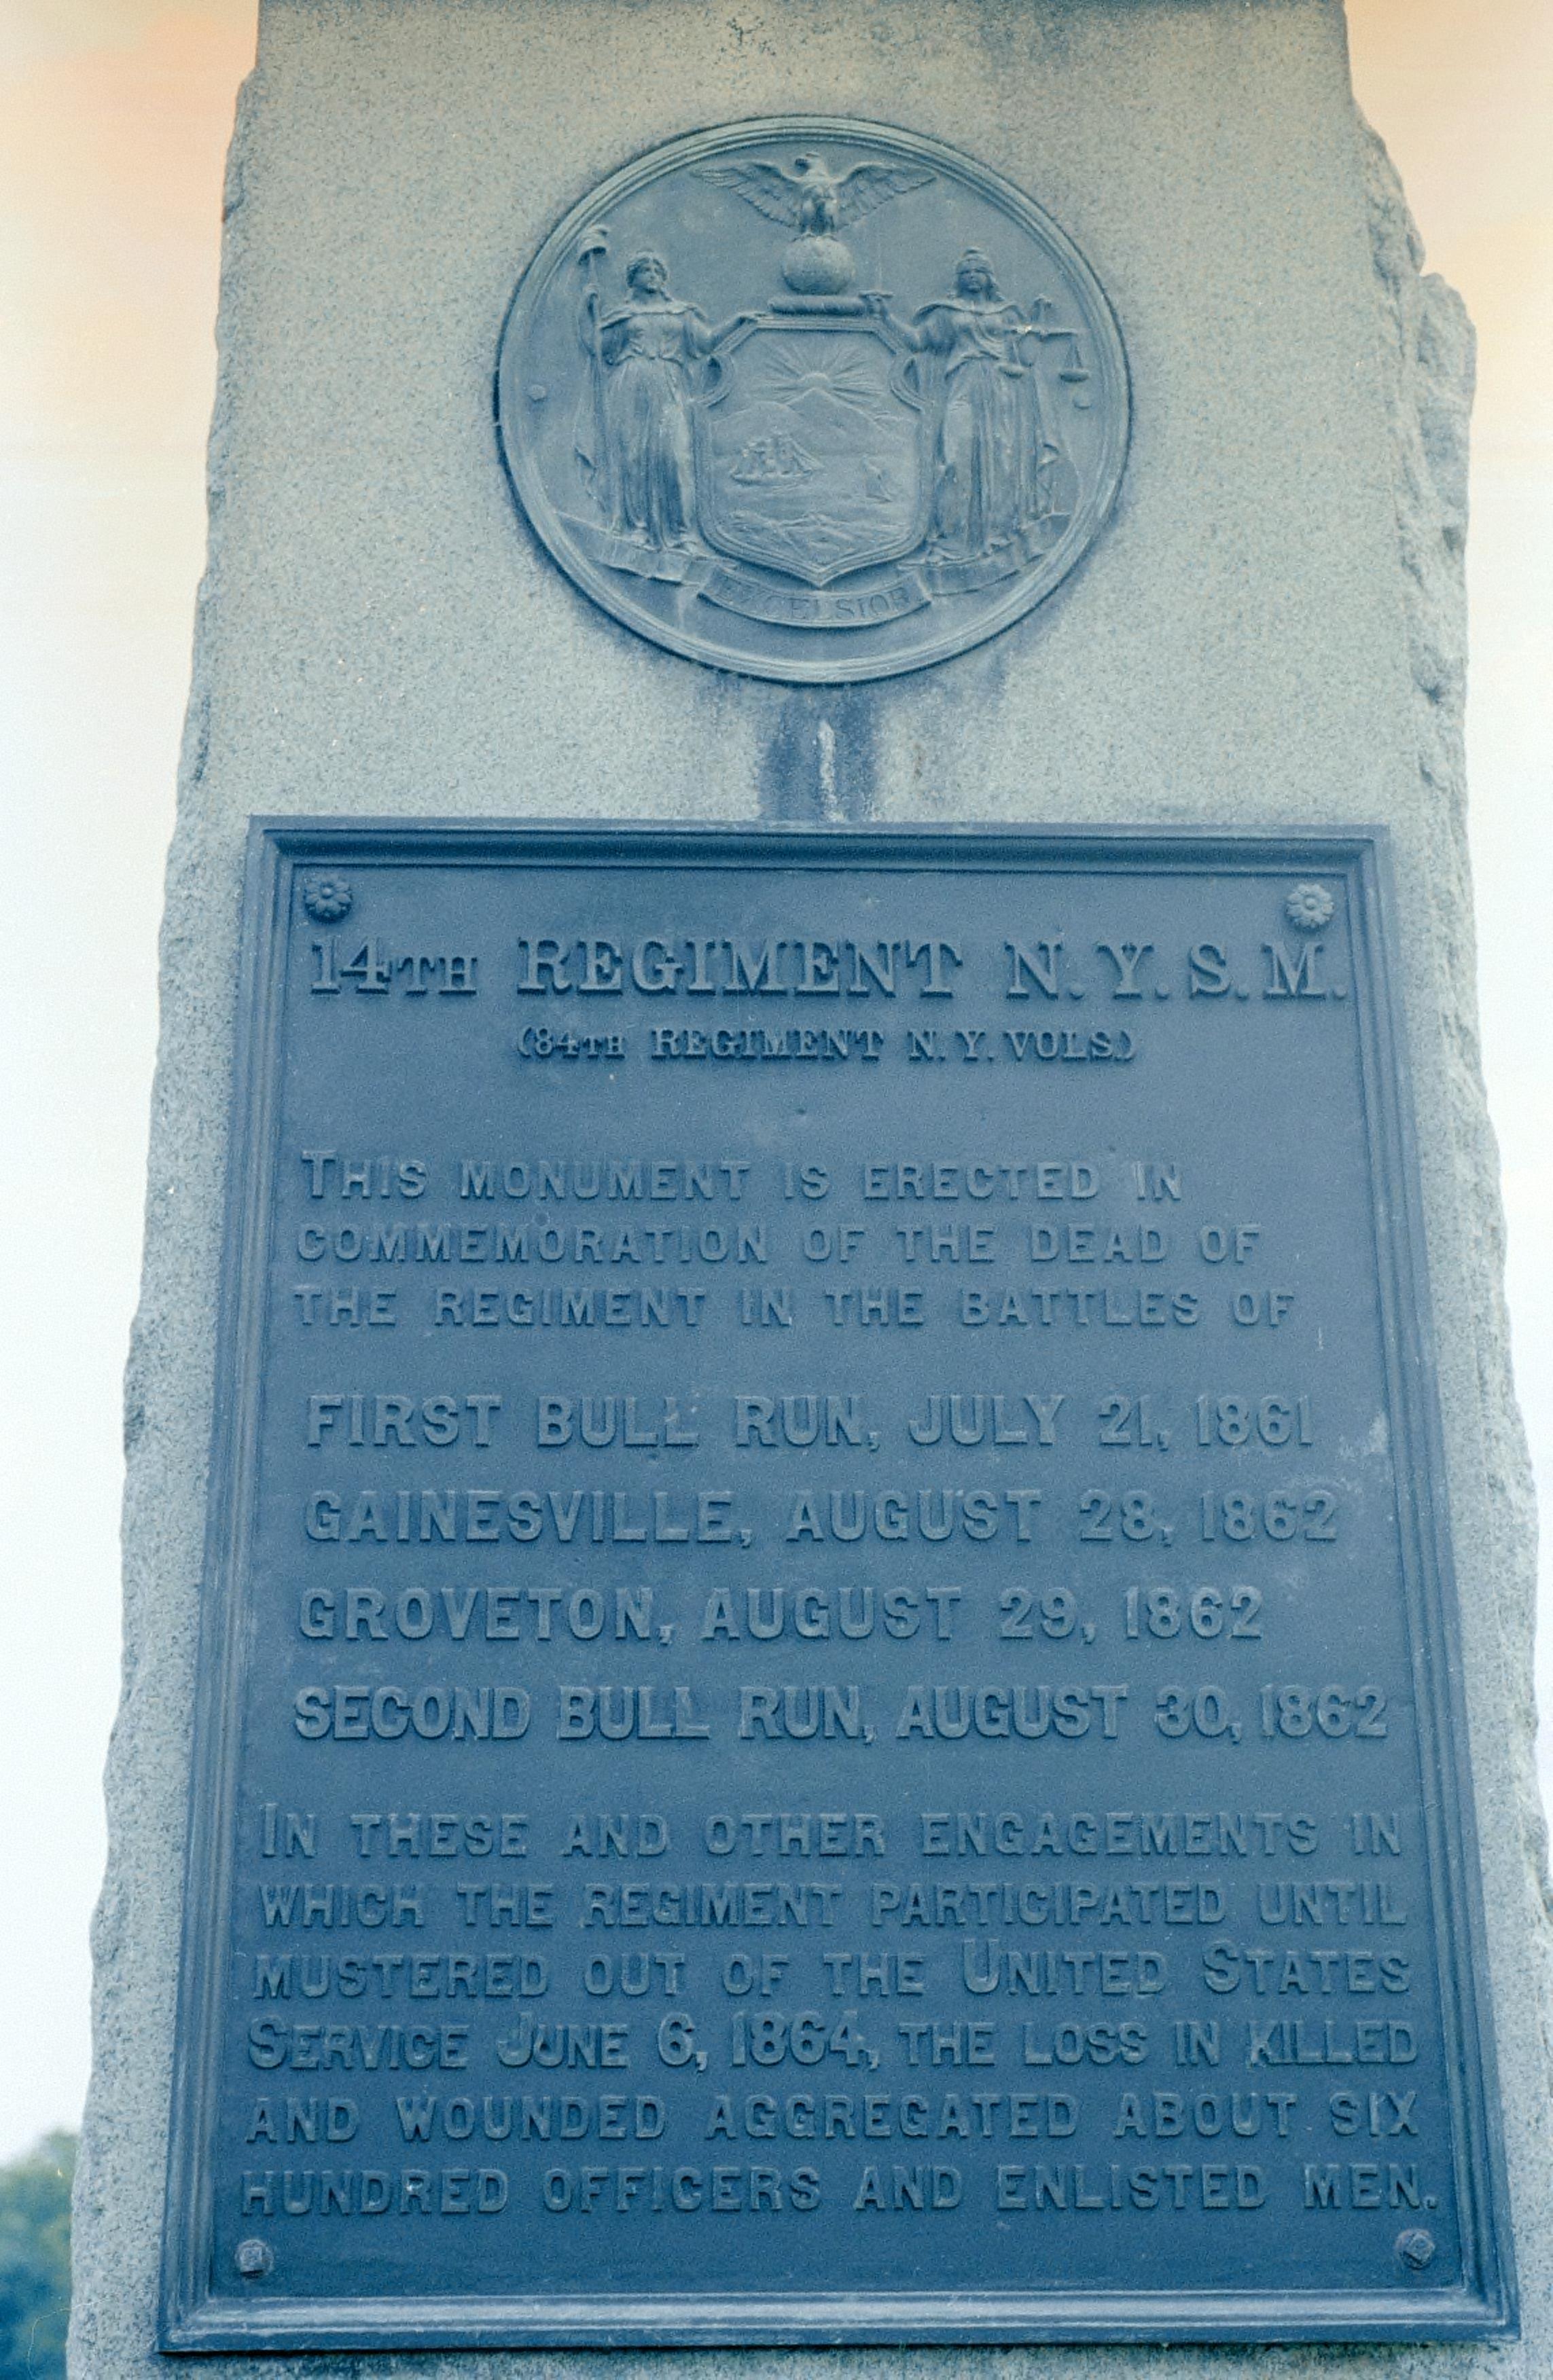 EXCELSIOR
14TH REGIMENT N.Y.S.M.
(84TH REGIMENT N.Y. VOLS.)
THIS MONUMENT IS ERECTED IN
COMMEMORATION OF THE DEAD OF
THE REGIMENT IN THE BATTLES OF
FIRST BULL RUN, JULY 21, 1861
GAINESVILLE, AUGUST 28, 1862
GROVETON, AUGUST 29, 1862
SECOND BULL RUN, AUGUST 30, 1862
IN THESE AND OTHER ENGAGEMENTS IN
WHICH THE REGIMENT PARTICIPATED UNTIL
MUSTERED OUT OF THE UNITED STATES
SERVICE JUNE 6, 1864, THE LOSS IN KILLED
AND WOUNDED AGGREGATED ABOUT SIX
HUNDRED OFFICERS AND ENLISTED MEN.